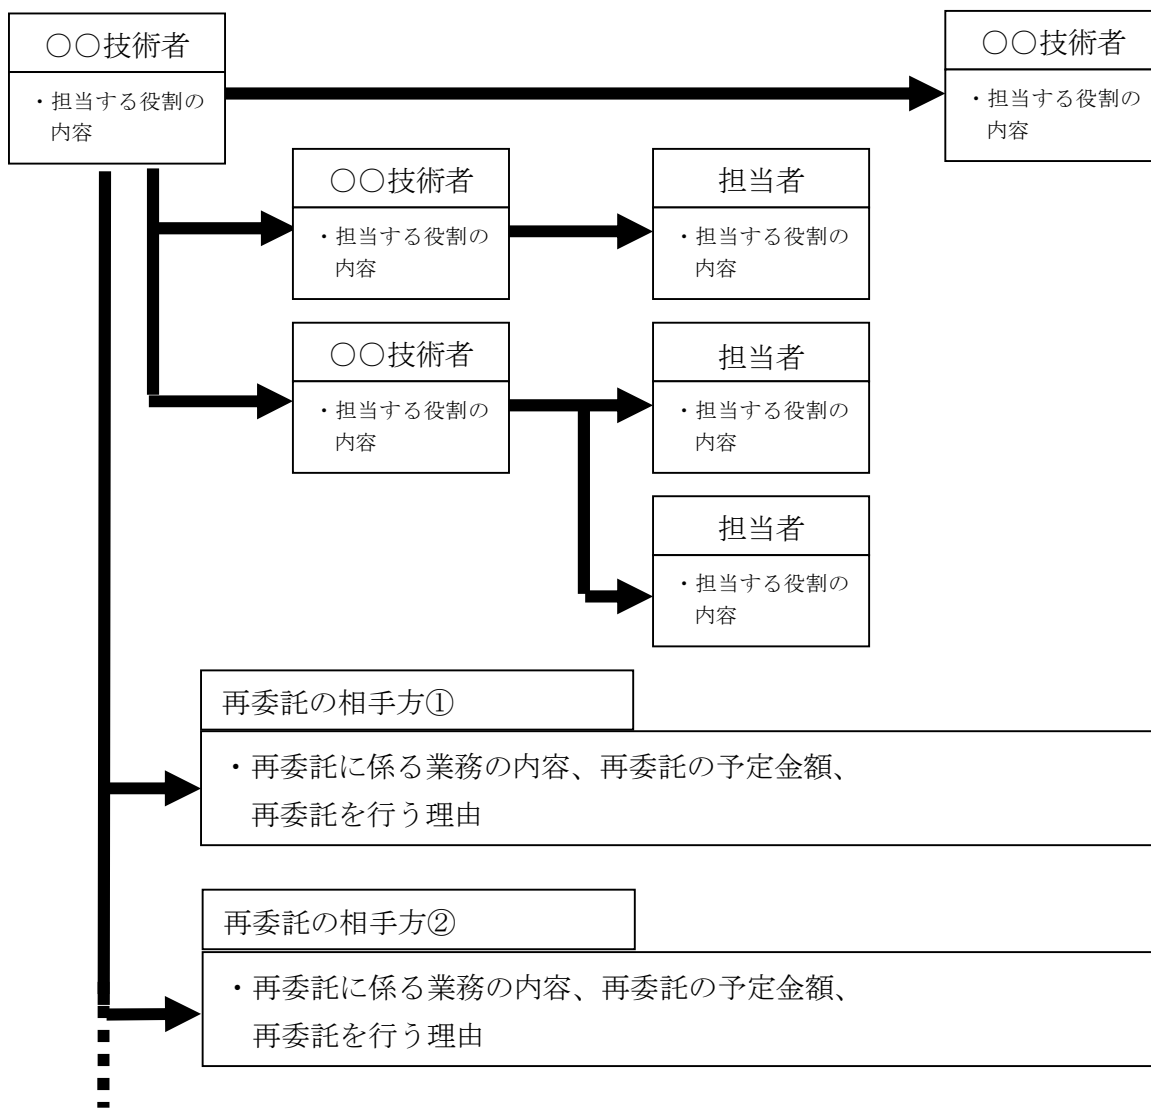 ○○技術者
・担当する役割の
内容
○○技術者
・担当する役割の
内容
○○技術者
・担当する役割の
内容
担当者
・担当する役割の
内容
○○技術者
・担当する役割の
内容
担当者
・担当する役割の
内容
担当者
・担当する役割の
内容
再委託の相手方①
・再委託に係る業務の内容、再委託の予定金額、
再委託を行う理由
再委託の相手方②
・再委託に係る業務の内容、再委託の予定金額、
再委託を行う理由